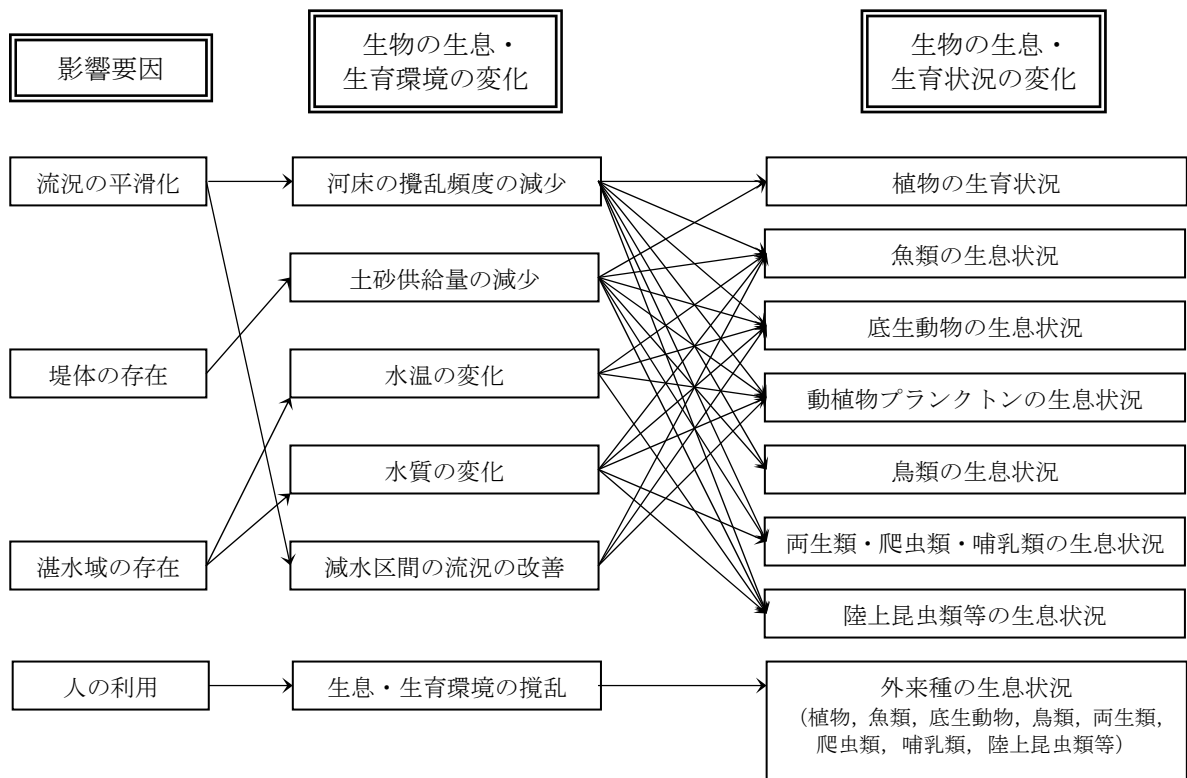 影響要因
生物の生息・
生育環境の変化
生物の生息・
生育状況の変化
流況の平滑化
河床の攪乱頻度の減少
植物の生育状況
魚類の生息状況
土砂供給量の減少
底生動物の生息状況
堤体の存在
水温の変化
動植物プランクトンの生息状況
水質の変化
鳥類の生息状況
湛水域の存在
減水区間の流況の改善
両生類・爬虫類・哺乳類の生息状況
陸上昆虫類等の生息状況
人の利用
生息・生育環境の撹乱
外来種の生息状況
（植物，魚類，底生動物，鳥類，両生類，
爬虫類，哺乳類，陸上昆虫類等）